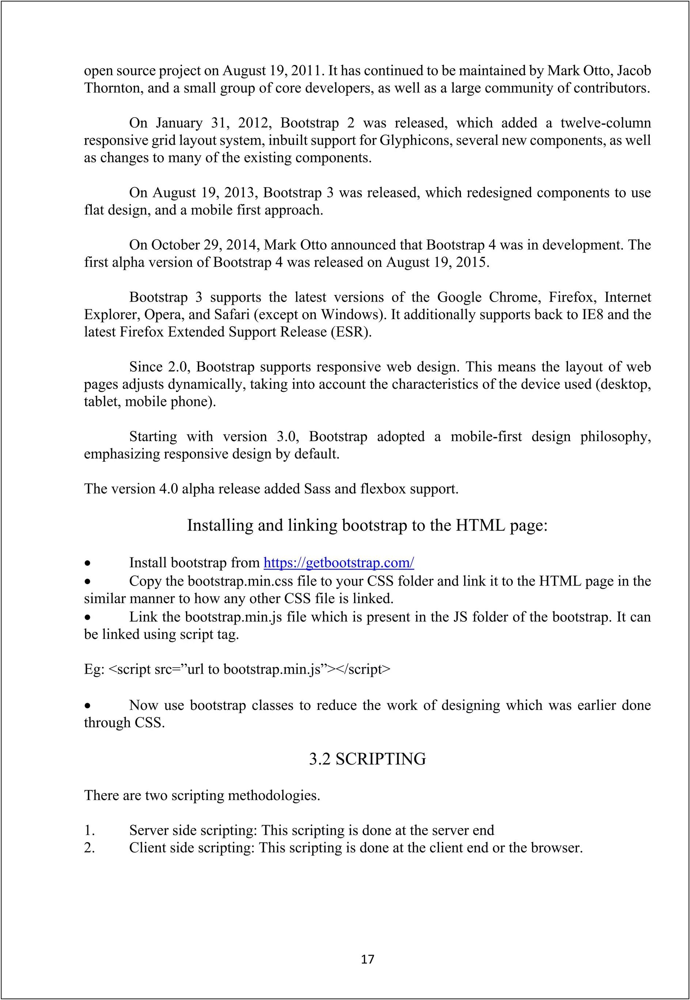 open source project on August 19, 2011. It has continued to be maintained by Mark Otto, Jacob
Thornton, and a small group of core developers, as well as a large community of contributors.
On January 31, 2012, Bootstrap 2 was released, which added a twelve-column
responsive grid layout system, inbuilt support for Glyphicons, several new components, as well
as changes to many of the existing components.
On August 19, 2013, Bootstrap 3 was released, which redesigned components to use
flat design, and a mobile first approach.
On October 29, 2014, Mark Otto announced that Bootstrap 4 was in development. The
first alpha version of Bootstrap 4 was released on August 19, 2015.
Bootstrap 3 supports the latest versions of the Google Chrome, Firefox, Internet
Explorer, Opera, and Safari (except on Windows). It additionally supports back to IE8 and the
latest Firefox Extended Support Release (ESR).
Since 2.0, Bootstrap supports responsive web design. This means the layout of web
pages adjusts dynamically, taking into account the characteristics of the device used (desktop,
tablet, mobile phone).
Starting with version 3.0, Bootstrap adopted a mobile-first design philosophy,
emphasizing responsive design by default.
The version 4.0 alpha release added Sass and flexbox support.
Installing and linking bootstrap to the HTML page:
• Install bootstrap from https://getbootstrap.com/
• Copy the bootstrap.min.css file to your CSS folder and link it to the HTML page in the
similar manner to how any other CSS file is linked.
• Link the bootstrap.min.js file which is present in the JS folder of the bootstrap. It can
be linked using script tag.
Eg: <script src=”url to bootstrap.min.js”></script>
• Now use bootstrap classes to reduce the work of designing which was earlier done
through CSS.
3.2 SCRIPTING
There are two scripting methodologies.
1. Server side scripting: This scripting is done at the server end
2. Client side scripting: This scripting is done at the client end or the browser.
17